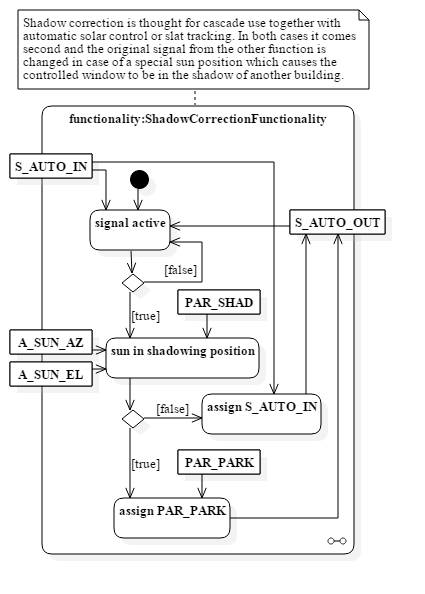 Shadow correction is thought for cascade use together with
automatic solar control or slat tracking. In both cases it comes
second and the original signal from the other function is
changed in case of a special sun position which causes the
controlled window to be in the shadow of another building.
functionality:ShadowCorrectionFunctionality
S_AUTO_IN
signal active
S_AUTO_OUT
[false]
PAR_SHAD
[true]
A_SUN_AZ
sun in shadowing position
A_SUN_EL
[false]
assign S_AUTO_IN
[true]
PAR_PARK
assign PAR_PARK